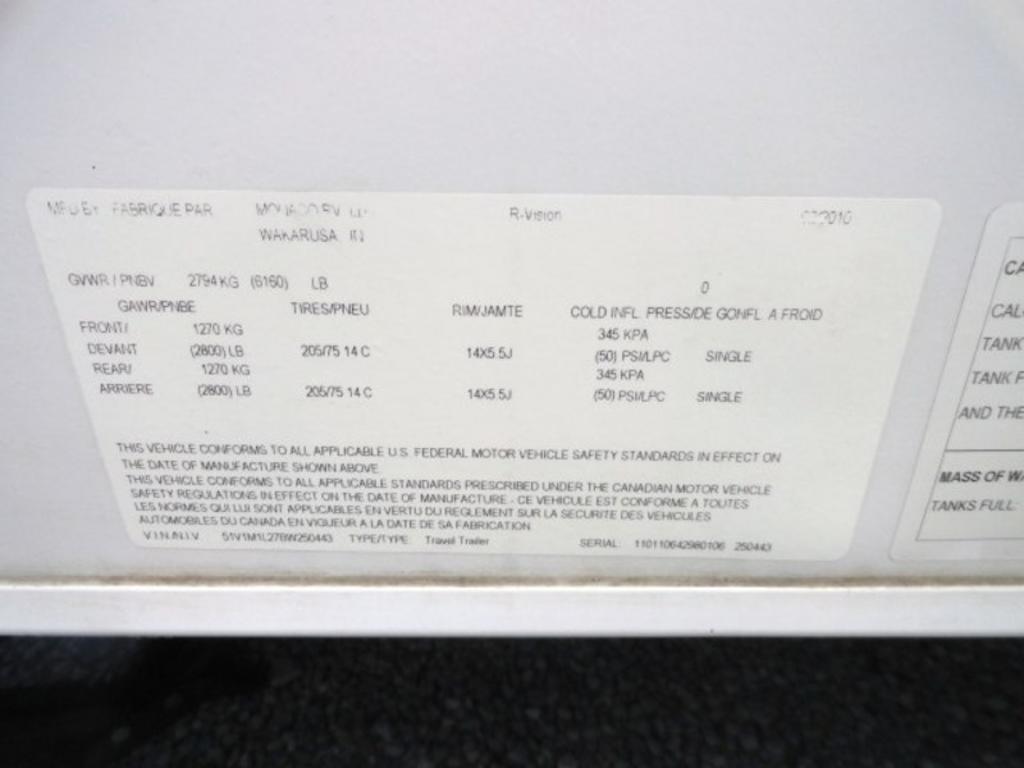 MFD BY FABRIQUE PAR MONACO RV R-Vision 2010
WAKARUSA IN
GVWR / PNBV 2794 KG (6160) LB 0
GAWR/PNBE TIRES/PNEU RIM/JAMTE COLD INFL. PRESS/DE GONFL. A FROID
FRONT/ 1270 KG 345 KPA
DEVANT (2800) LB 205/75 14 C 14X5.5J (50) PSI/LPC SINGLE
REAR/ 1270 KG 345 KPA
ARRIERE (2800) LB 205/75 14 C 14X5.5J (50) PSI/LPC SINGLE
THIS VEHICLE CONFORMS TO ALL APPLICABLE U.S. FEDERAL MOTOR VEHICLE SAFETY STANDARDS IN EFFECT ON
THE DATE OF MANUFACTURE SHOWN ABOVE.
THIS VEHICLE CONFORMS TO ALL APPLICABLE STANDARDS PRESCRIBED UNDER THE CANADIAN MOTOR VEHICLE
SAFETY REGULATIONS IN EFFECT ON THE DATE OF MANUFACTURE - CE VEHICULE EST CONFORME A TOUTES
LES NORMES QUI LUI SONT APPLICABLES EN VERTU DU REGLEMENT SUR LA SECURITE DES VEHICULES
AUTOMOBILES DU CANADA EN VIGUEUR A LA DATE DE SA FABRICATION
V.I.N./N.I.V. 51V1M1L27BW250443 TYPE/TYPE: Travel Trailer SERIAL: 110110642980106 250443
CA
CAL
TANK
TANK F
AND THE
MASS OF WA
TANKS FULL: